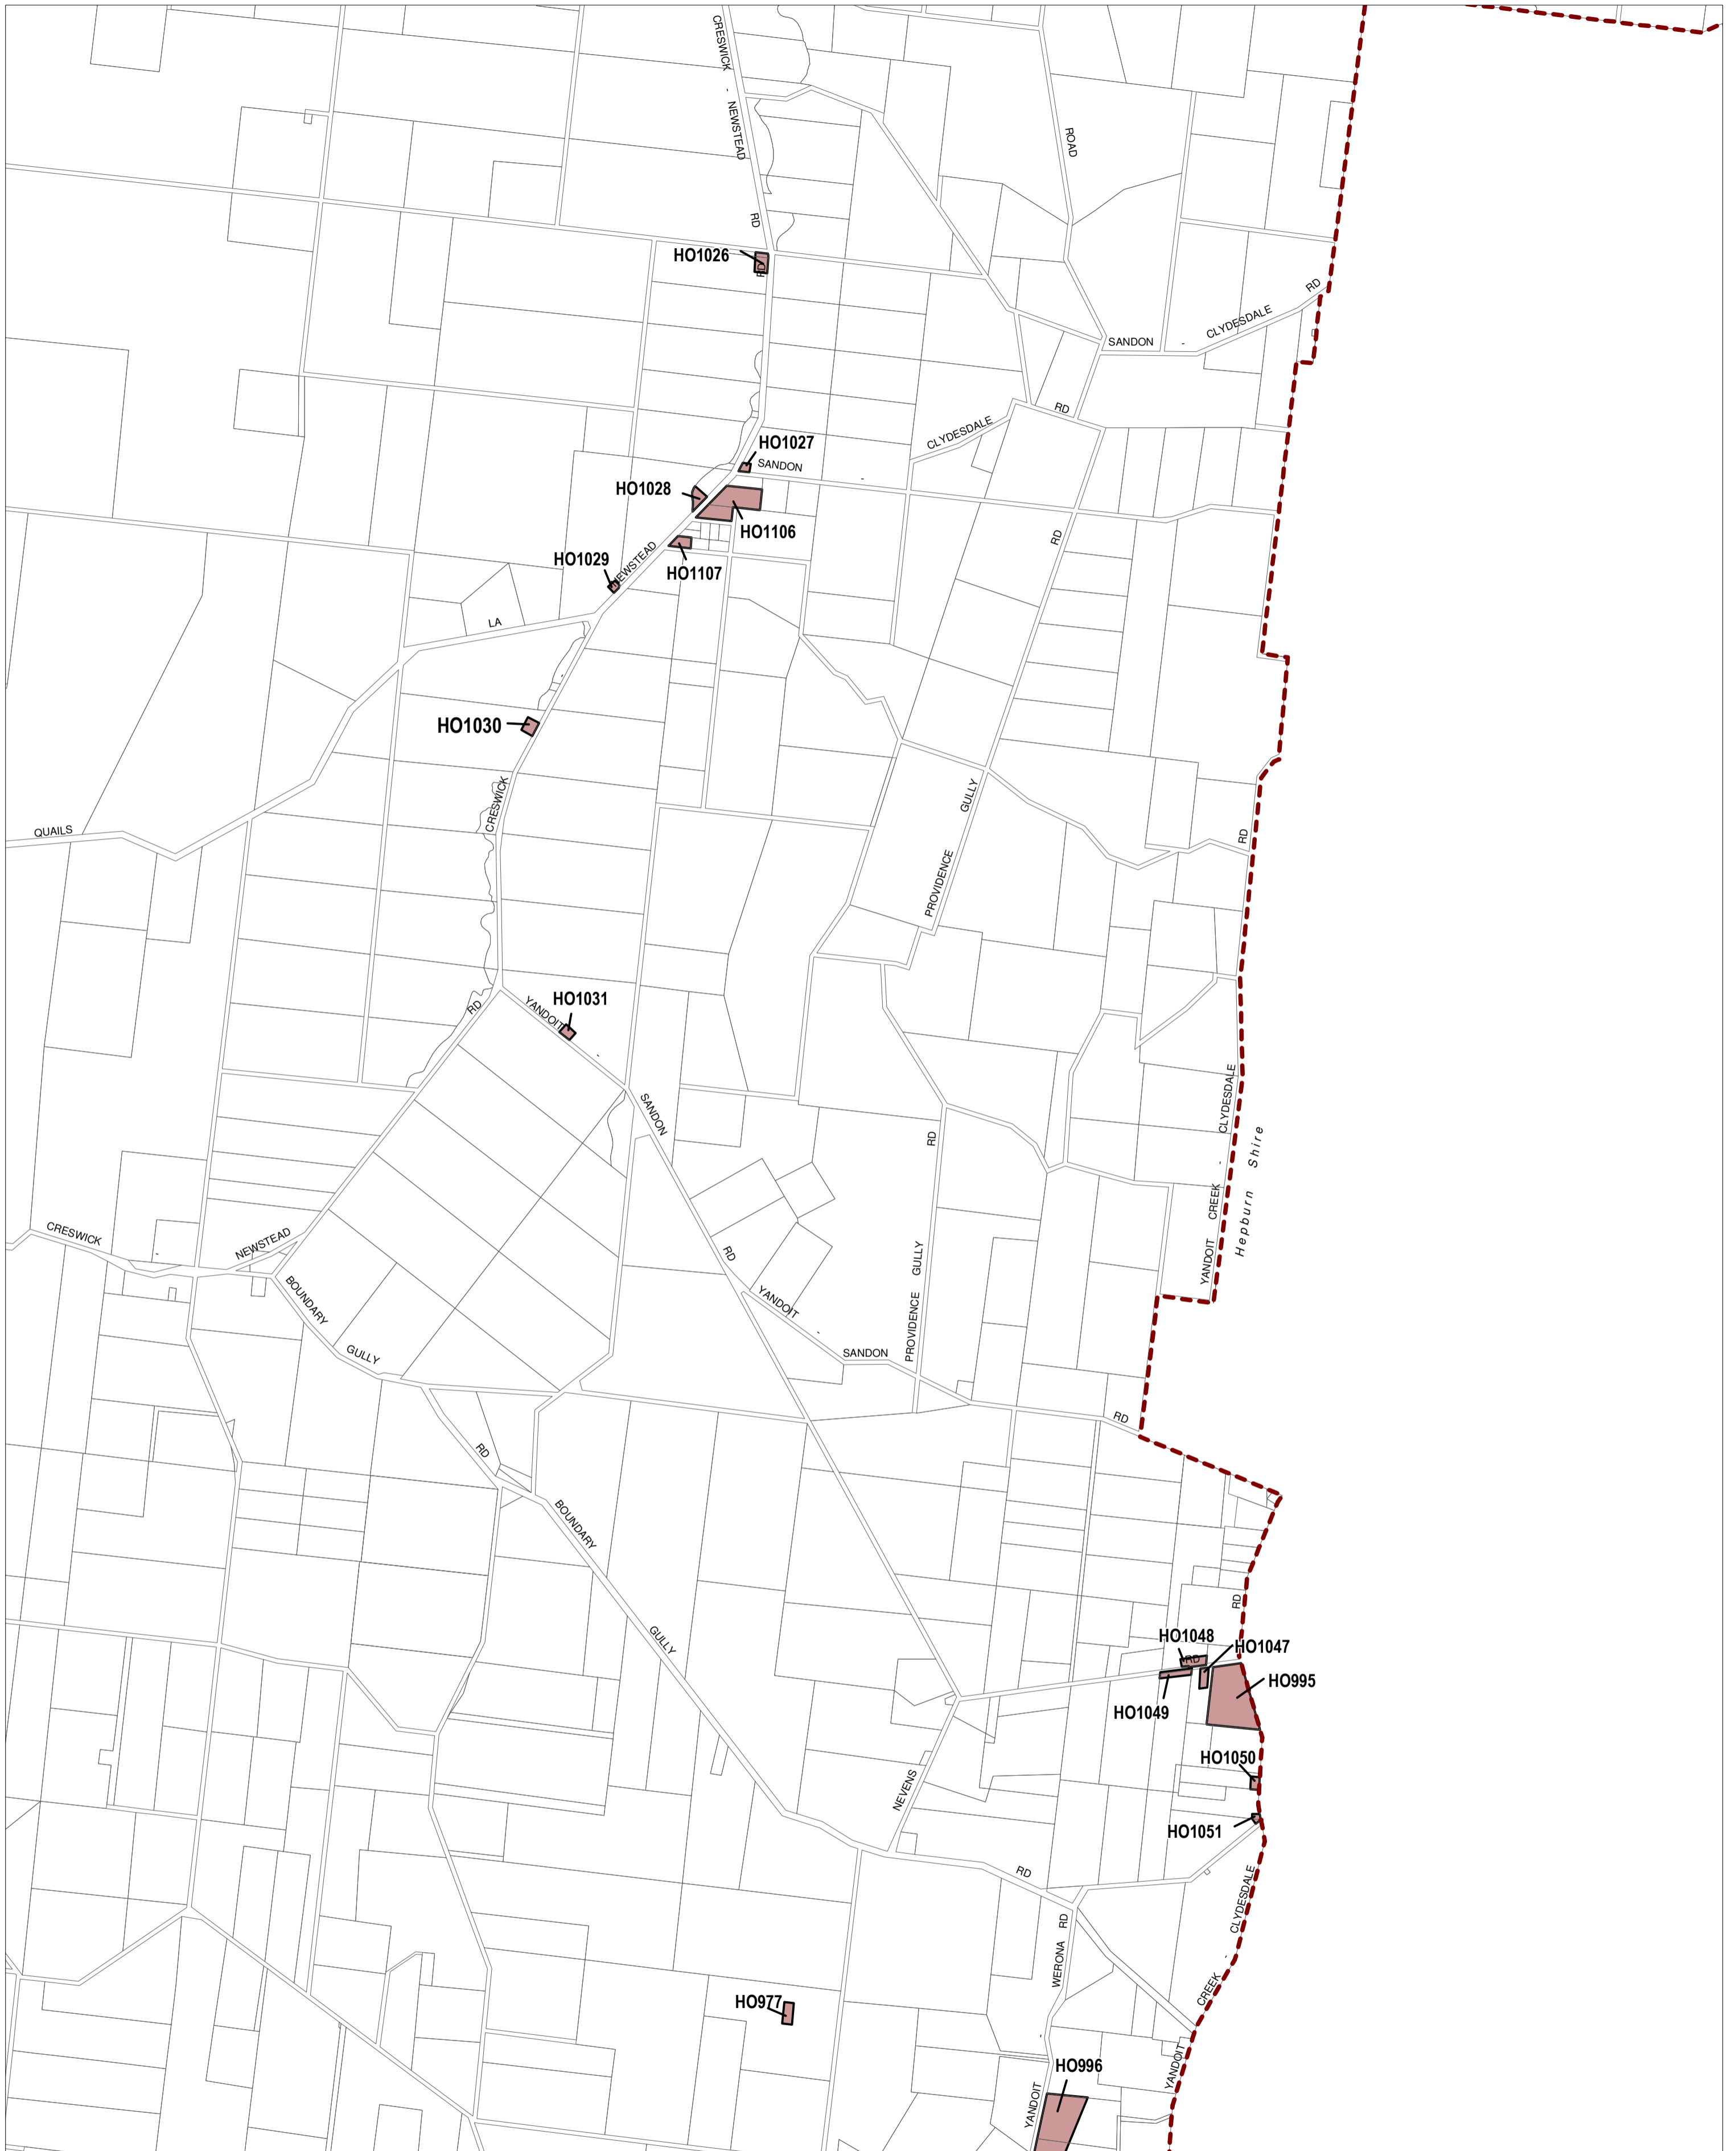 CRESWICK
-
NEWSTEAD
RD
ROAD
HO1026
RD
SANDON
-
CLYDESDALE
RD
CLYDESDALE
RD
HO1027
SANDON
-
HO1028
HO1106
HO1029
NEWSTEAD
HO1107
RD
LA
HO1030
CRESWICK
-
GULLY
PROVIDENCE
QUAILS
RD
RD
HO1031
YANDOIT
-
SANDON
RD
CLYDESDALE
-
CREEK
YANDOIT
Hepburn Shire
CRESWICK
-
NEWSTEAD
BOUNDARY
GULLY
RD
YANDOIT
-
SANDON
RD
GULLY
PROVIDENCE
RD
RD
BOUNDARY
GULLY
RD
HO1048
RD
HO1047
HO995
HO1049
HO1050
HO1051
NEVENS
RD
CLYDESDALE
-
CREEK
YANDOIT
RD
WERONA
-
YANDOIT
HO977
HO996